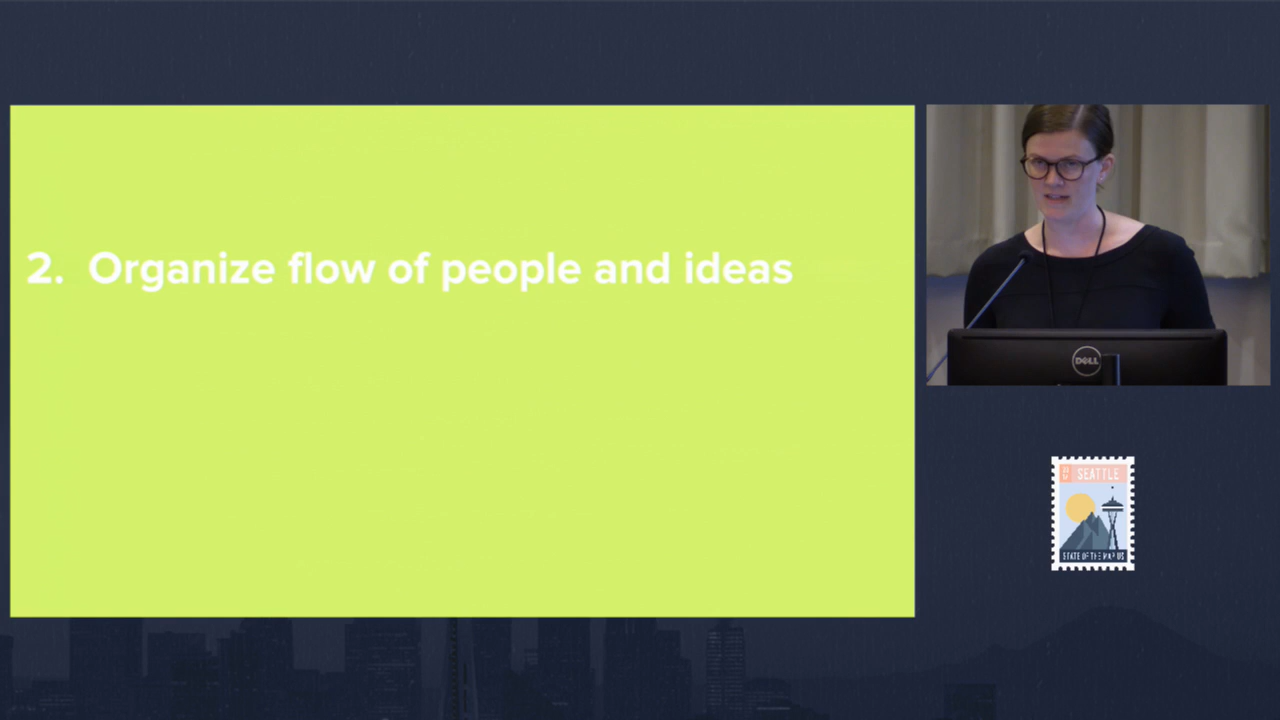 2. Organize flow of people and ideas
DELL
SEATTLE
STATE OF THE MAP US